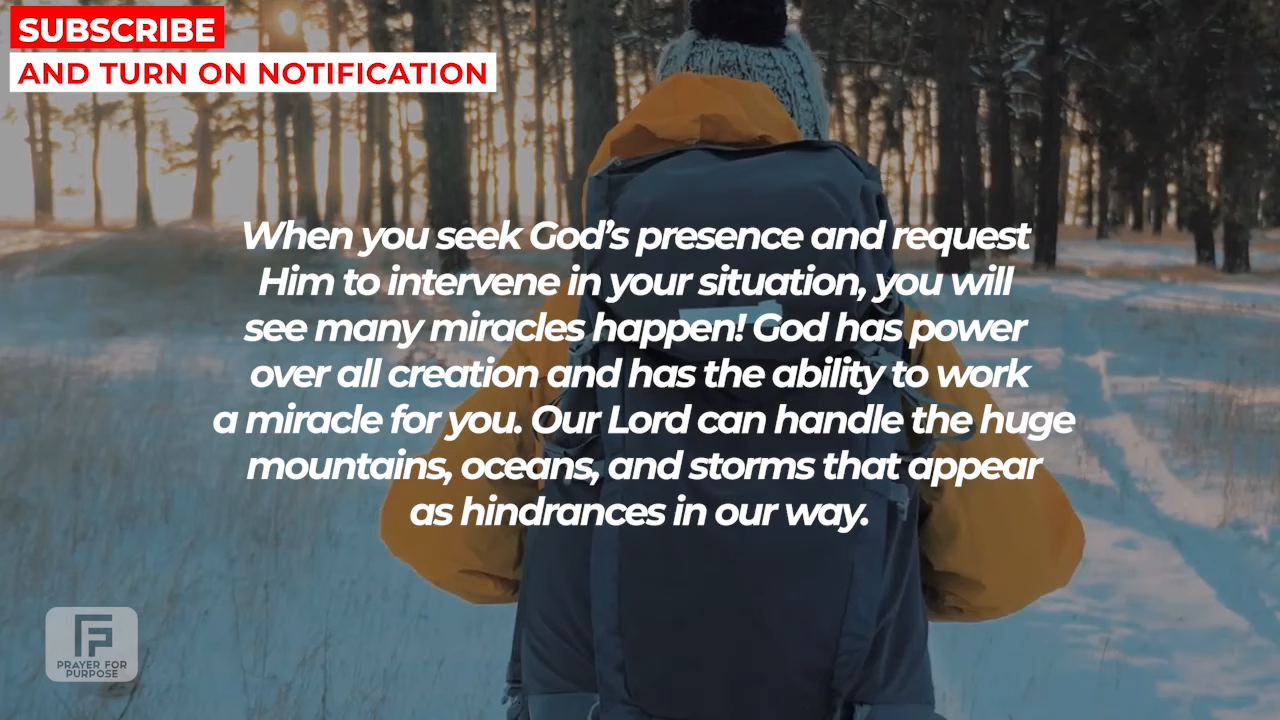 SUBSCRIBE
AND TURN ON NOTIFICATION
When you seek God’s presence and request
Him to intervene in your situation, you will
see many miracles happen! God has power
over all creation and has the ability to work
a miracle for you. Our Lord can handle the huge
mountains, oceans, and storms that appear
as hindrances in our way.
PRAYER FOR
PURPOSE